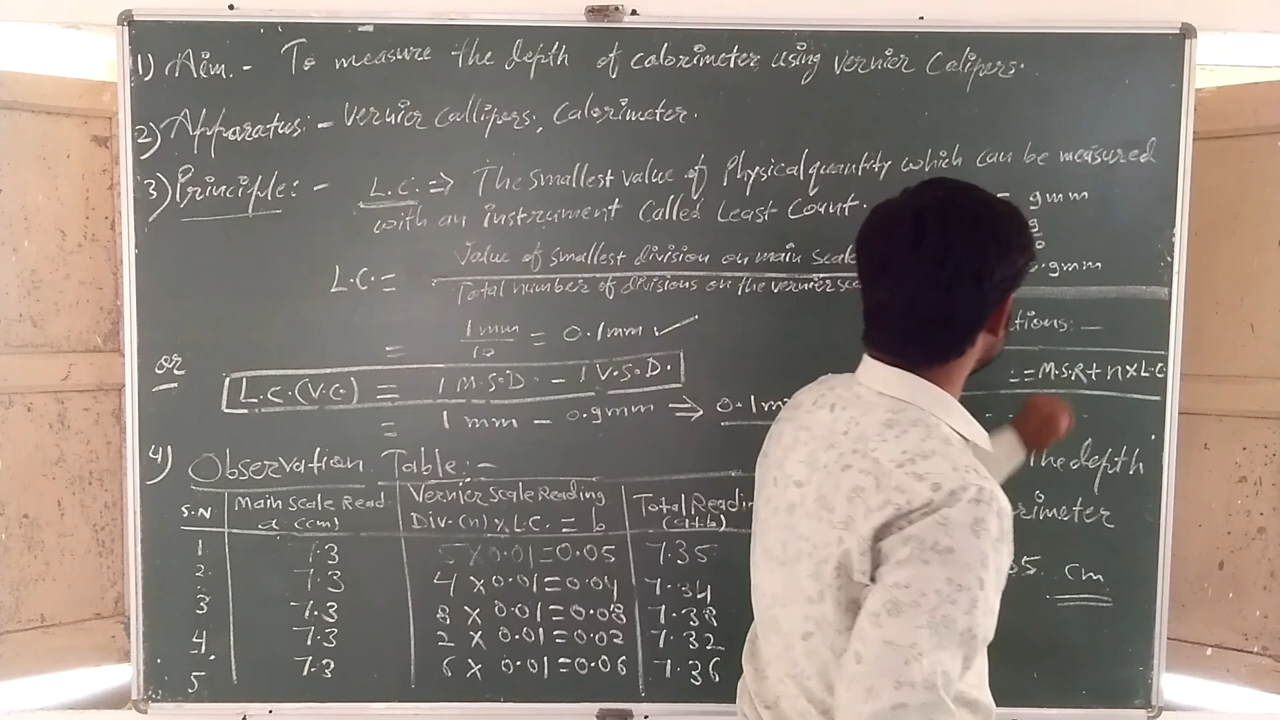 1) Aim.- To measure the depth of calorimeter using vernier Calipers.
2) Apparatus:- Vernier Callipers, Calorimeter.
3) Principle:- L.C. => The smallest value of Physical quantity which can be measured
with an instrument Called Least Count.
L.C. = Value of smallest division on main Scale
Total number of divisions on the vernier
= 1mm/10 = 0.1mm ✓
or
L.C.(V.C) = 1 M.S.D. - 1 V.S.D.
= 1 mm - 0.9mm => 0.1m
4) Observation Table:-
S.N Main Scale Read. a (cm) Vernier Scale Reading Div.(n) x L.C. = b Total Readin (a+b)
1. 7.3 5 x 0.01 = 0.05 7.35
2. 7.3 4 x 0.01 = 0.04 7.34
3 7.3 8 x 0.01 = 0.08 7.38
4. 7.3 2 x 0.01 = 0.02 7.32
5 7.3 6 x 0.01 = 0.06 7.36
9mm
9
.9mm
tions:-
= M.S.R + n x L.C
The depth
rimeter
5 cm